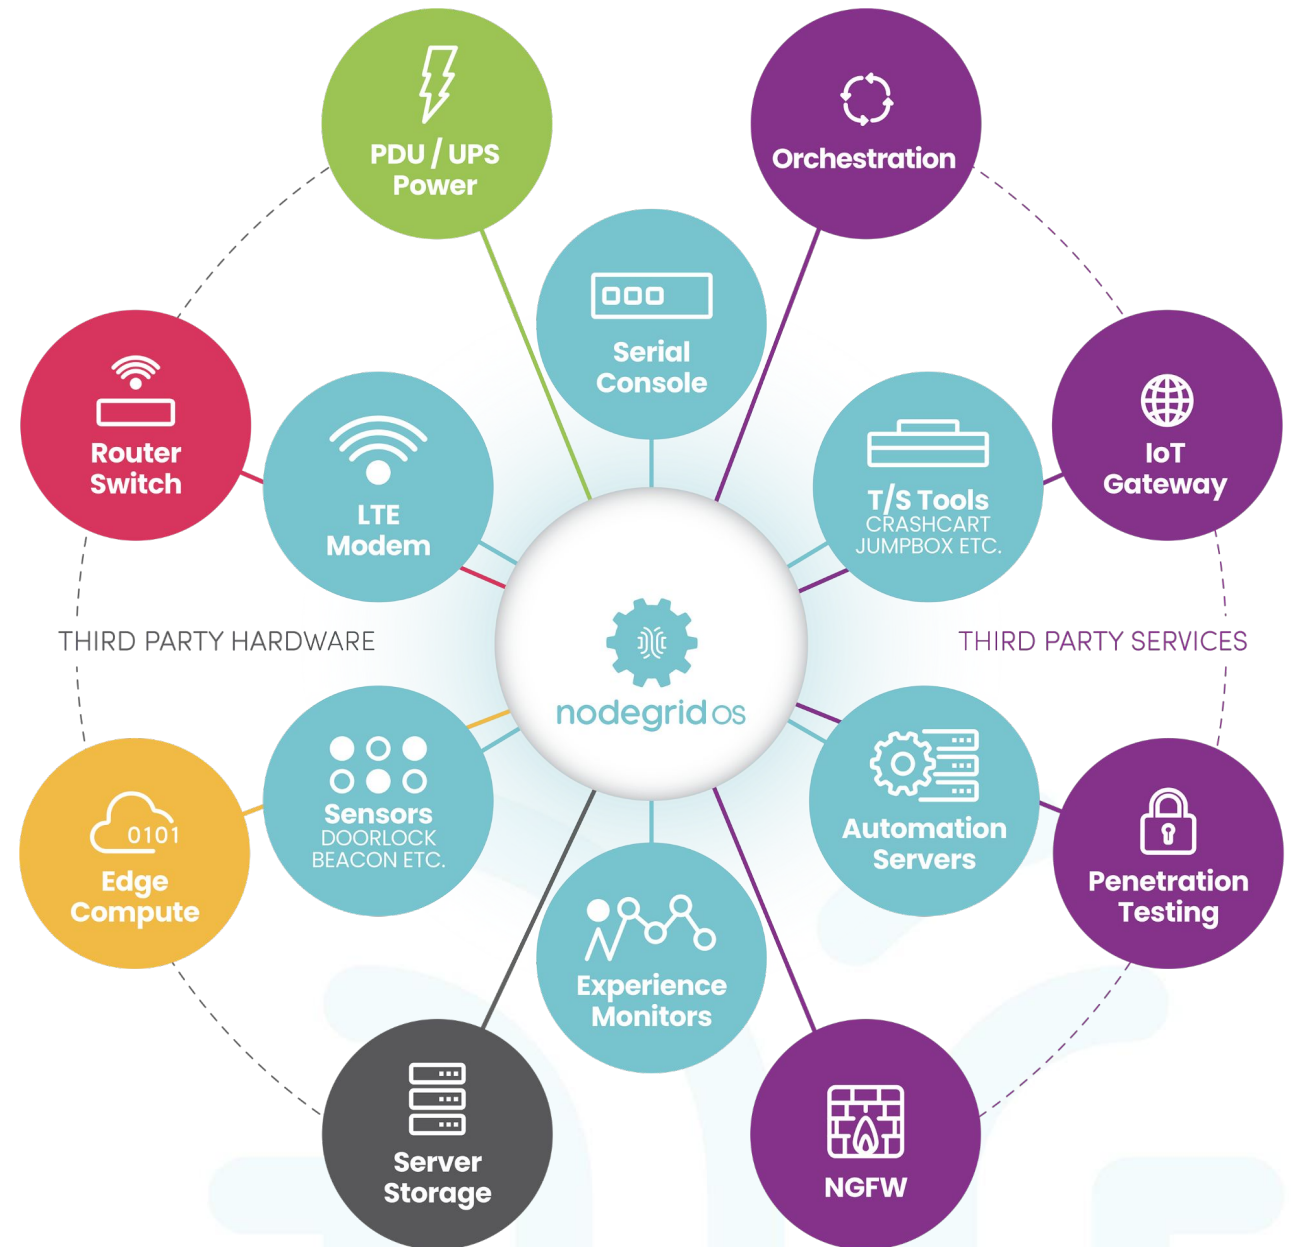 PDU / UPS
Power
Orchestration
Serial
Console
Router
Switch
LTE
Modem
T/S Tools
CRASHCART
JUMPBOX ETC.
IoT
Gateway
THIRD PARTY HARDWARE
nodegrid OS
THIRD PARTY SERVICES
0101
Edge
Compute
Sensors
DOORLOCK
BEACON ETC.
Automation
Servers
Penetration
Testing
Experience
Monitors
Server
Storage
NGFW